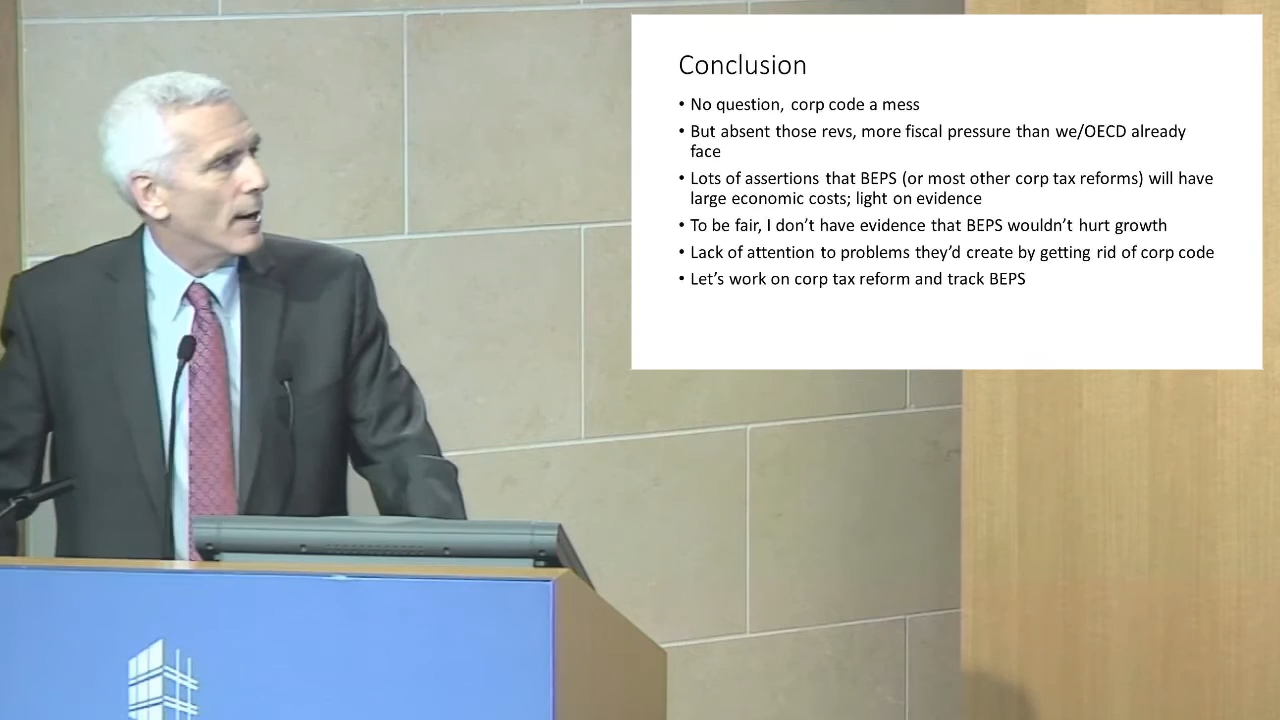 Conclusion
• No question, corp code a mess
• But absent those revs, more fiscal pressure than we/OECD already
face
• Lots of assertions that BEPS (or most other corp tax reforms) will have
large economic costs; light on evidence
• To be fair, I don’t have evidence that BEPS wouldn’t hurt growth
• Lack of attention to problems they’d create by getting rid of corp code
• Let’s work on corp tax reform and track BEPS